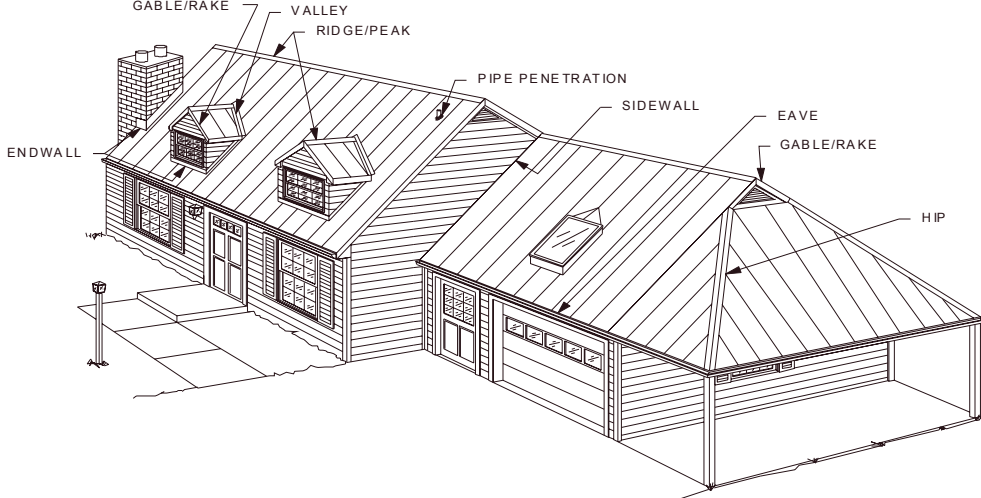 GABLE/RAKE
VALLEY
RIDGE/PEAK
PIPE PENETRATION
SIDEWALL
EAVE
GABLE/RAKE
ENDWALL
HIP